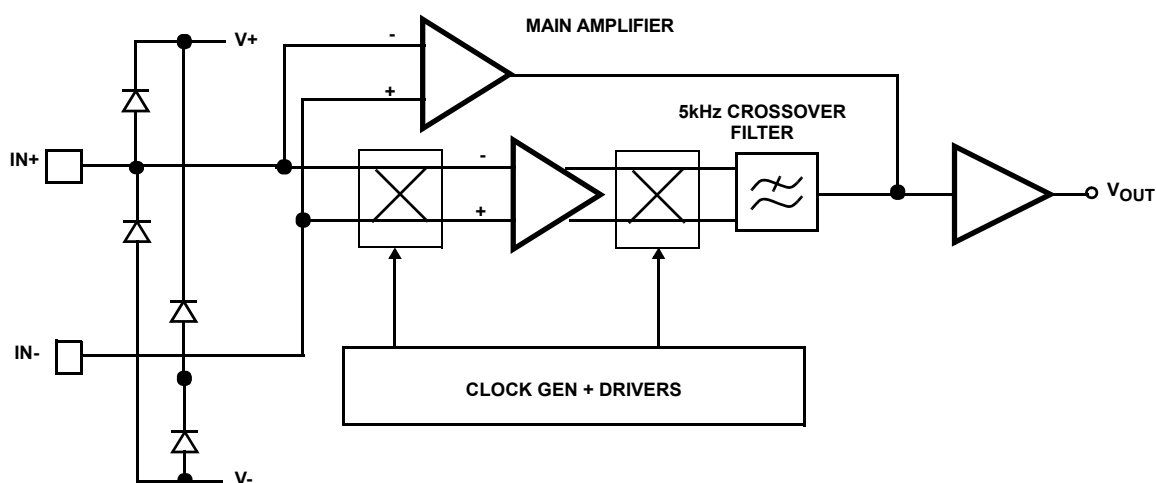 MAIN AMPLIFIER
V+
-
+
5kHz CROSSOVER
FILTER
IN+
-
+
VOUT
IN-
CLOCK GEN + DRIVERS
V-